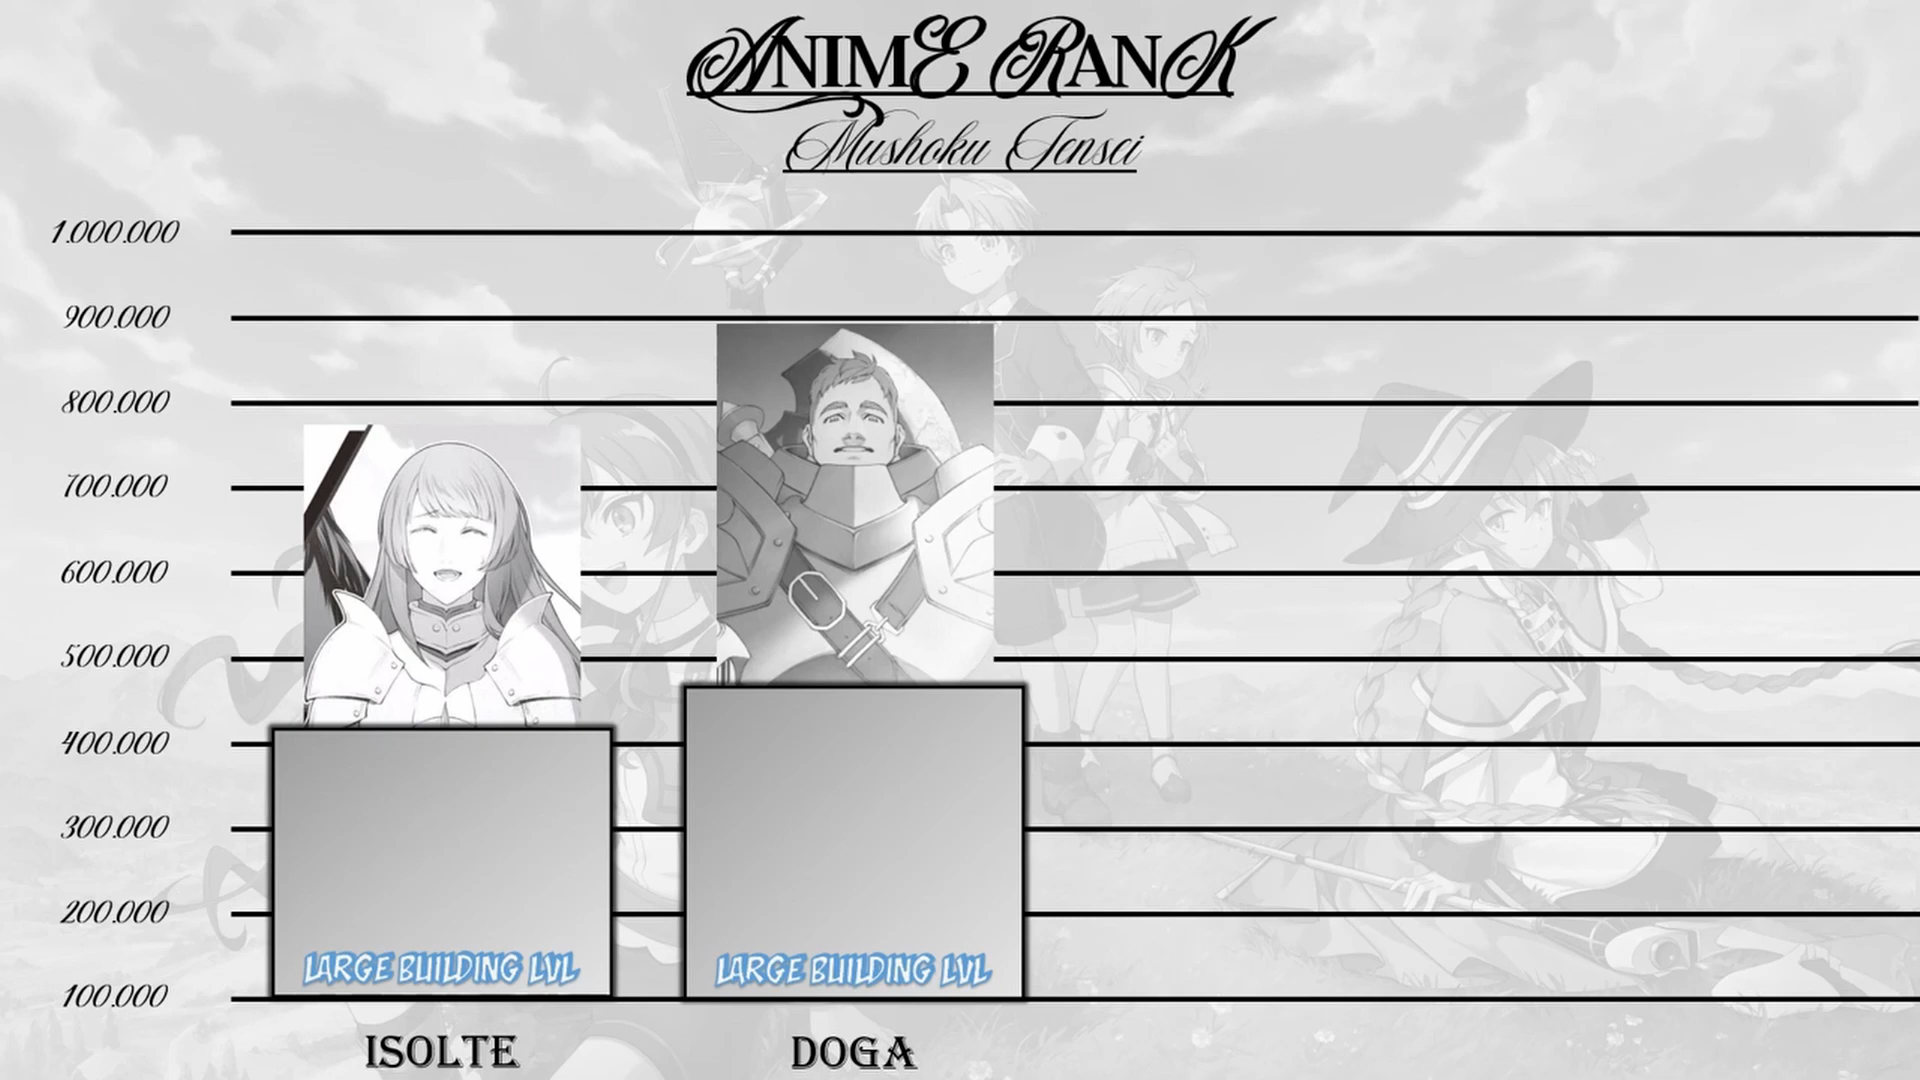 ANIME RANK
Mushoku Tensei
1.000.000
900.000
800.000
700.000
600.000
500.000
400.000
300.000
200.000
100.000
LARGE BUILDING LVL
LARGE BUILDING LVL
ISOLTE
DOGA